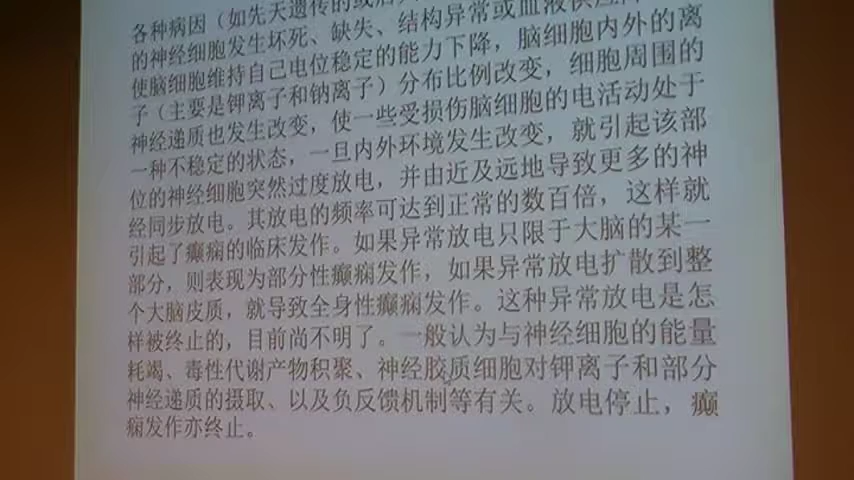 各种病因（如先天遗传的或后天
的神经细胞发生坏死、缺失、结构异常或血液供应
使脑细胞维持自己电位稳定的能力下降，脑细胞内外的离
子（主要是钾离子和钠离子）分布比例改变，细胞周围的
神经递质也发生改变，使一些受损伤脑细胞的电活动处于
一种不稳定的状态，一旦内外环境发生改变，就引起该部
位的神经细胞突然过度放电，并由近及远地导致更多的神
经同步放电。其放电的频率可达到正常的数百倍，这样就
引起了癫痫的临床发作。如果异常放电只限于大脑的某一
部分，则表现为部分性癫痫发作，如果异常放电扩散到整
个大脑皮质，就导致全身性癫痫发作。这种异常放电是怎
样被终止的，目前尚不明了。一般认为与神经细胞的能量
耗竭、毒性代谢产物积聚、神经胶质细胞对钾离子和部分
神经递质的摄取、以及负反馈机制等有关。放电停止，癫
痫发作亦终止。